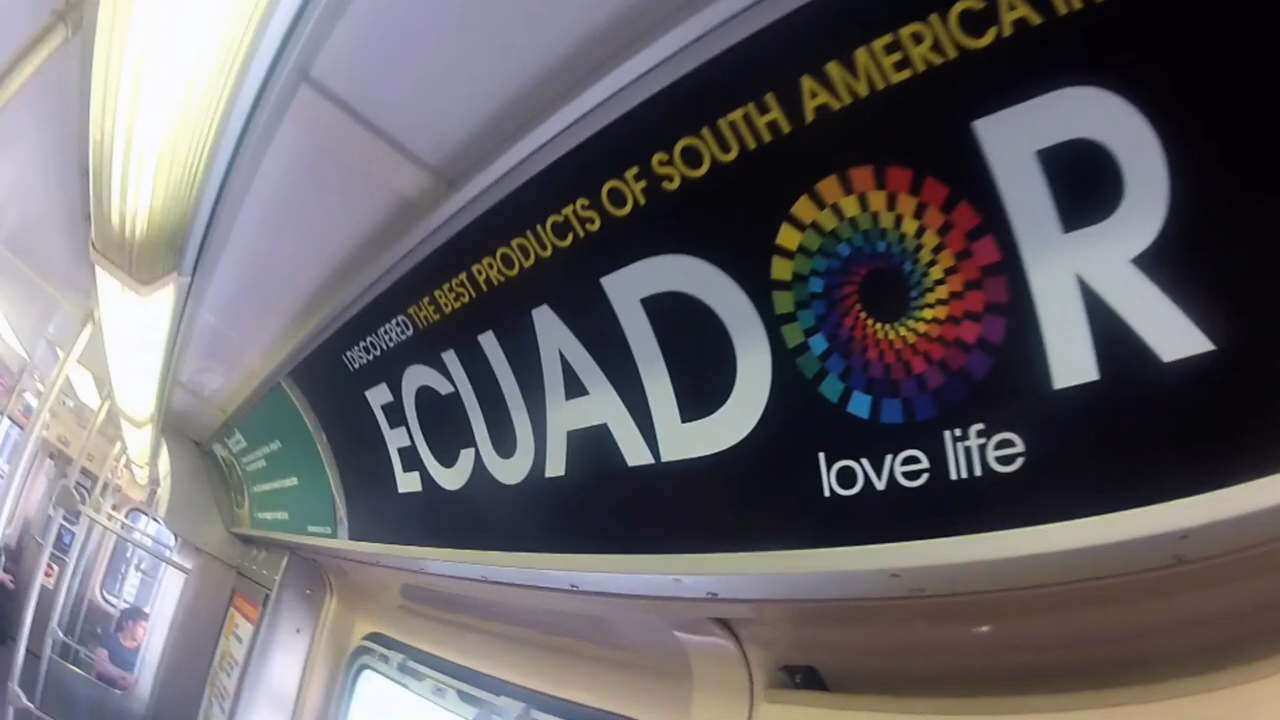 I DISCOVERED THE BEST PRODUCTS OF SOUTH AMERICA
ECUADOR
love life